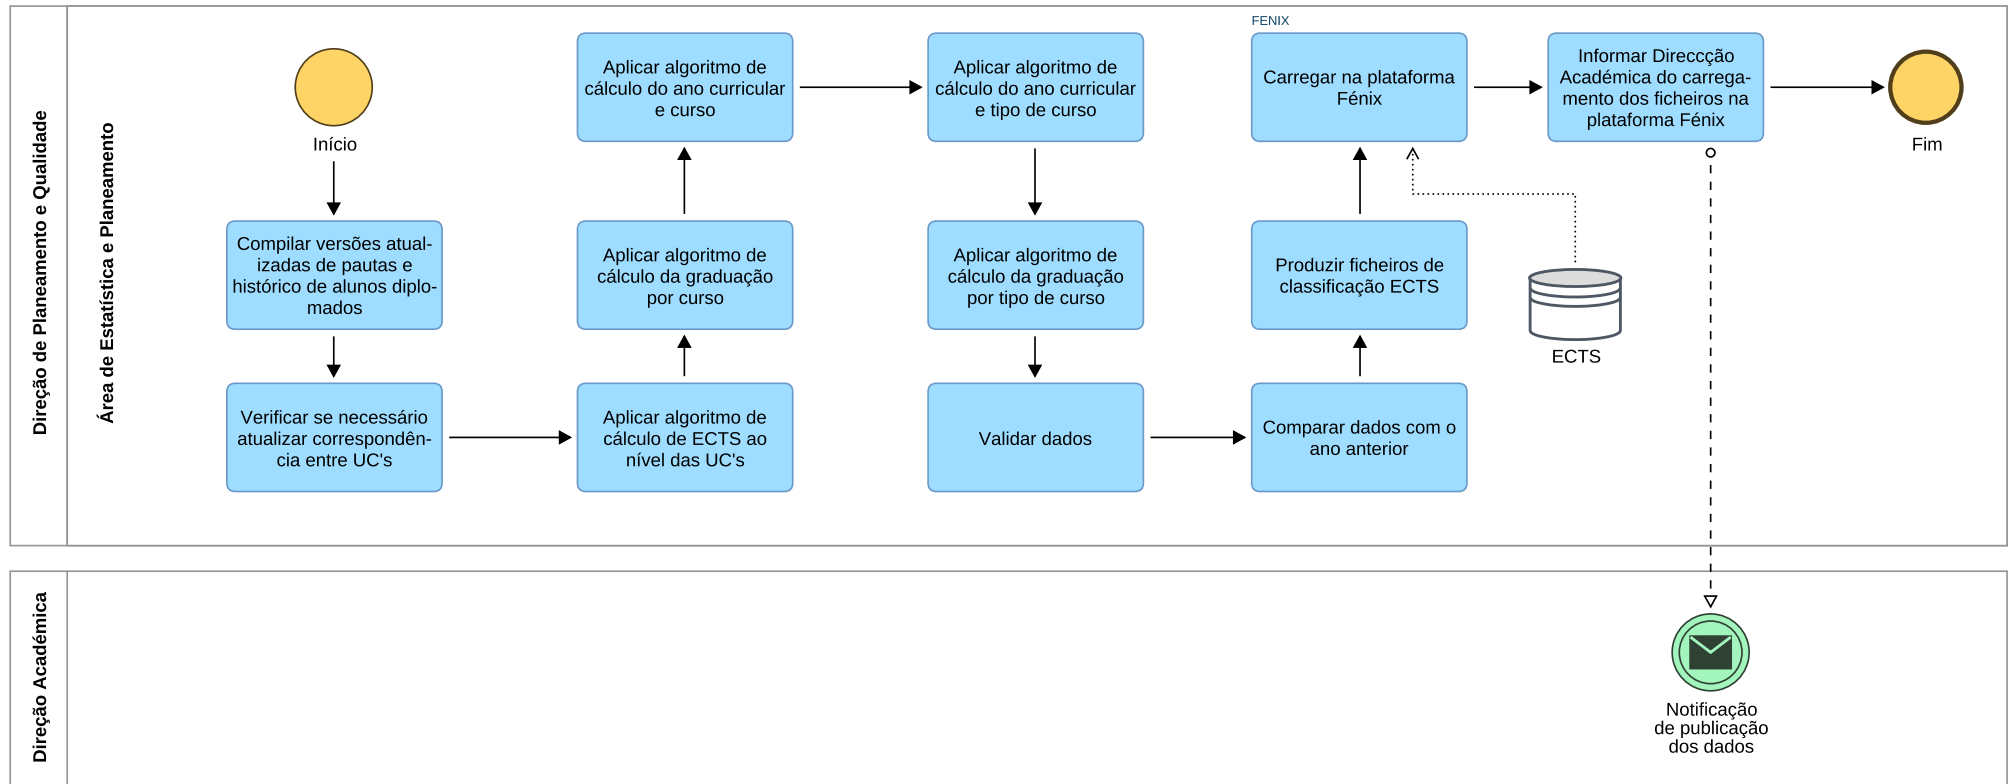 Direção de Planeamento e Qualidade
Área de Estatística e Planeamento
Início
Compilar versões atual-
izadas de pautas e
histórico de alunos diplo-
mados
Verificar se necessário
atualizar correspondên-
cia entre UC's
Aplicar algoritmo de
cálculo de ECTS ao
nível das UC's
Aplicar algoritmo de
cálculo da graduação
por curso
Aplicar algoritmo de
cálculo do ano curricular
e curso
Aplicar algoritmo de
cálculo do ano curricular
e tipo de curso
Aplicar algoritmo de
cálculo da graduação
por tipo de curso
Validar dados
Comparar dados com o
ano anterior
Produzir ficheiros de
classificação ECTS
FENIX
Carregar na plataforma
Fénix
ECTS
Informar Direcção
Académica do carrega-
mento dos ficheiros na
plataforma Fénix
Fim
Direção Académica
Notificação
de publicação
dos dados